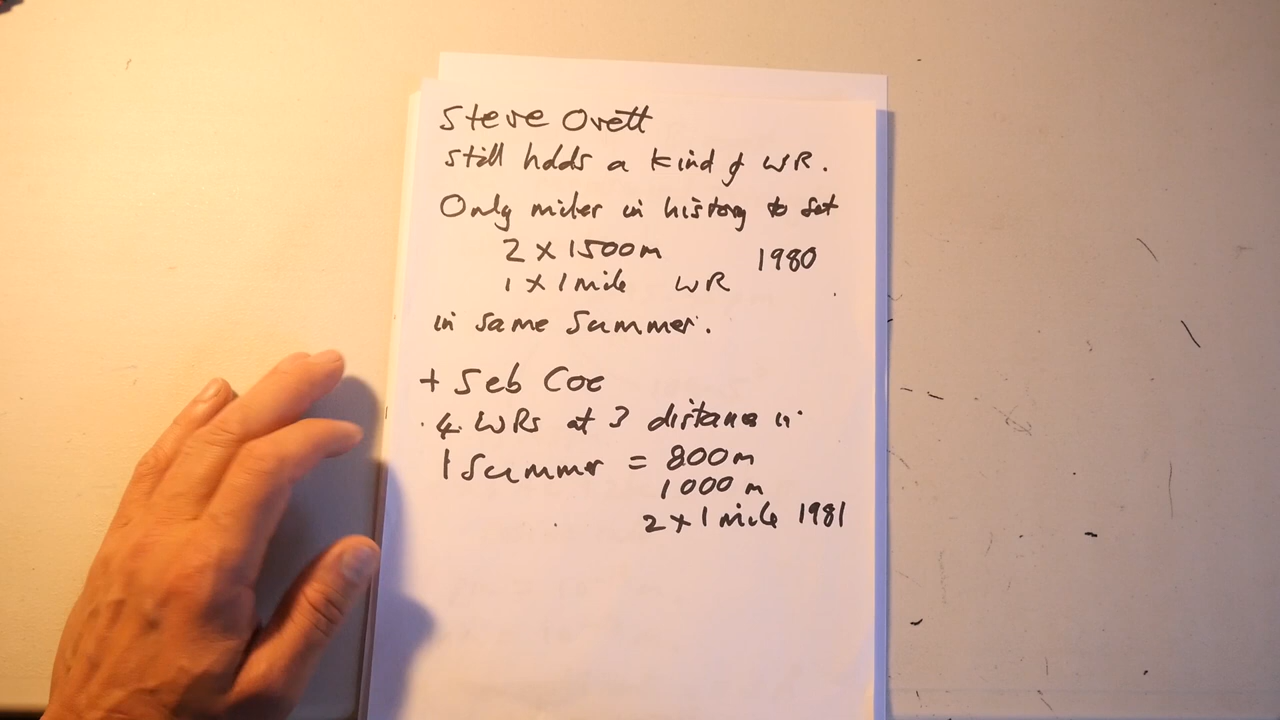 Steve Ovett
still holds a kind of WR.
Only miler in history to set
2 x 1500m 1980
1 x 1 mile WR
in same summer.
+ Seb Coe
4 WRs at 3 distances in
1 summer = 800m
1000 m
2 x 1 mile 1981